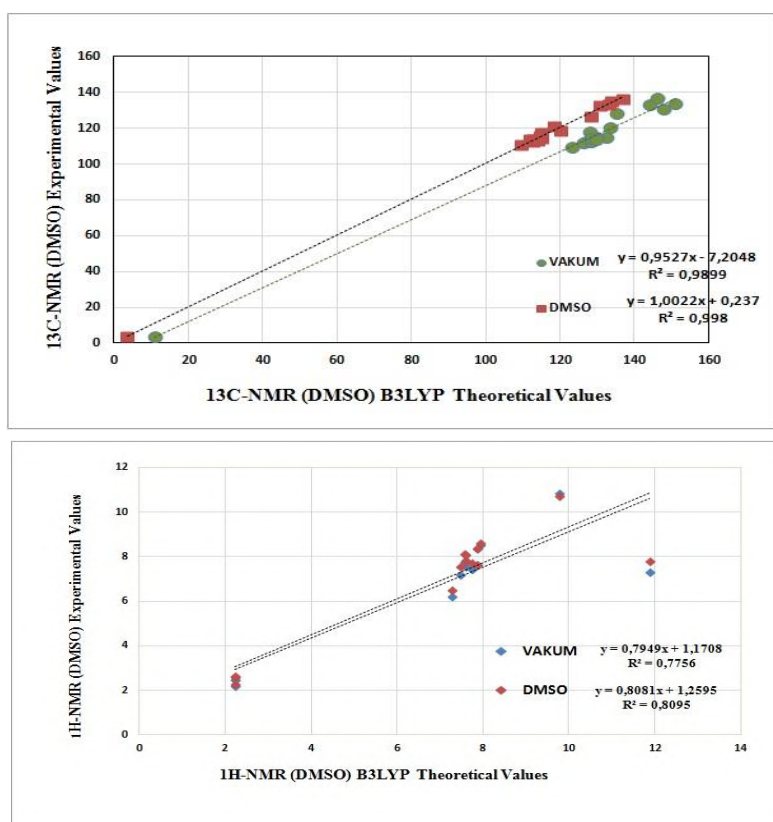 13C-NMR (DMSO) Experimental Values
160
140
120
100
80
60
40
20
0
VAKUM y = 0,9527x - 7,2048
R² = 0,9899
DMSO y = 1,0022x + 0,237
R² = 0,998
0 20 40 60 80 100 120 140 160
13C-NMR (DMSO) B3LYP Theoretical Values
1H-NMR (DMSO) Experimental Values
12
10
8
6
4
2
0
VAKUM y = 0,7949x + 1,1708
R² = 0,7756
DMSO y = 0,8081x + 1,2595
R² = 0,8095
0 2 4 6 8 10 12 14
1H-NMR (DMSO) B3LYP Theoretical Values